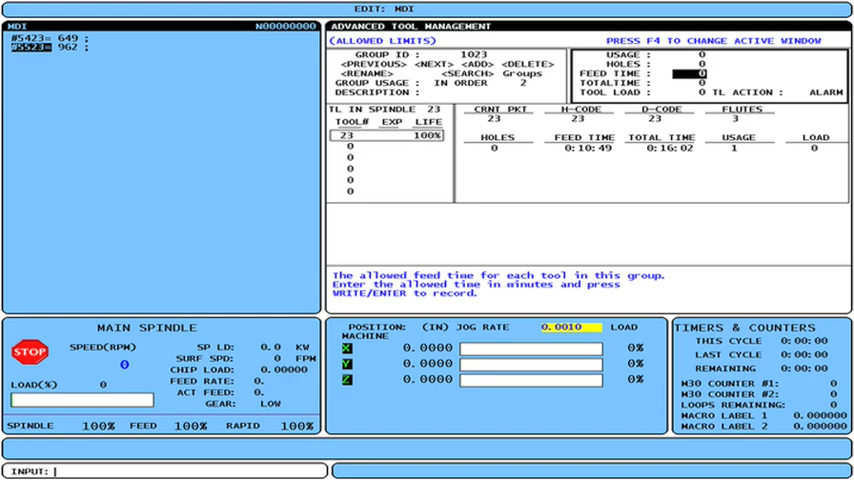 EDIT: MDI
MDI N00000000
#5423= 649 ;
#5523= 962 ;
ADVANCED TOOL MANAGEMENT
(ALLOWED LIMITS) PRESS F4 TO CHANGE ACTIVE WINDOW
GROUP ID : 1023
<PREVIOUS> <NEXT> <ADD> <DELETE>
<RENAME> <SEARCH> Groups
GROUP USAGE : IN ORDER 2
DESCRIPTION :
USAGE : 0
HOLES : 0
FEED TIME : 0
TOTALTIME : 0
TOOL LOAD : 0 TL ACTION : ALARM
TL IN SPINDLE 23
TOOL# EXP LIFE
23 100%
0
0
0
0
0
CRNT PKT H-CODE D-CODE FLUTES
23 23 23 3
HOLES FEED TIME TOTAL TIME USAGE LOAD
0 0:10:49 0:16:02 1 0
The allowed feed time for each tool in this group.
Enter the allowed time in minutes and press
WRITE/ENTER to record.
MAIN SPINDLE
STOP
SPEED(RPM)
0
LOAD(%) 0
SP LD: 0.0 KW
SURF SPD: 0 FPM
CHIP LOAD: 0.00000
FEED RATE: 0.
ACT FEED: 0.
GEAR: LOW
SPINDLE 100% FEED 100% RAPID 100%
POSITION: (IN) JOG RATE 0.0010 LOAD
MACHINE
X 0.0000 0%
Y 0.0000 0%
Z 0.0000 0%
TIMERS & COUNTERS
THIS CYCLE 0:00:00
LAST CYCLE 0:00:00
REMAINING 0:00:00
M30 COUNTER #1: 0
M30 COUNTER #2: 0
LOOPS REMAINING: 0
MACRO LABEL 1 0.000000
MACRO LABEL 2 0.000000
INPUT: